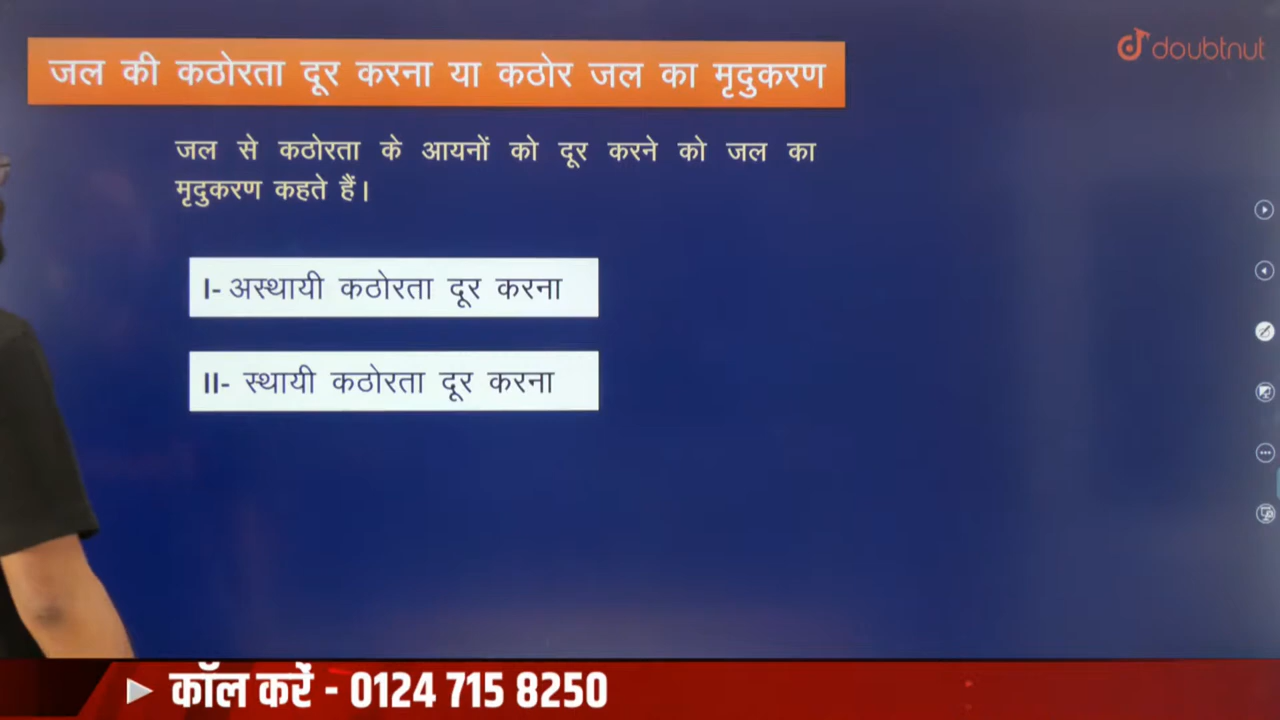 जल की कठोरता दूर करना या कठोर जल का मृदुकरण
doubtnut
जल से कठोरता के आयनों को दूर करने को जल का
मृदुकरण कहते हैं।
I- अस्थायी कठोरता दूर करना
II- स्थायी कठोरता दूर करना
कॉल करें - 0124 715 8250